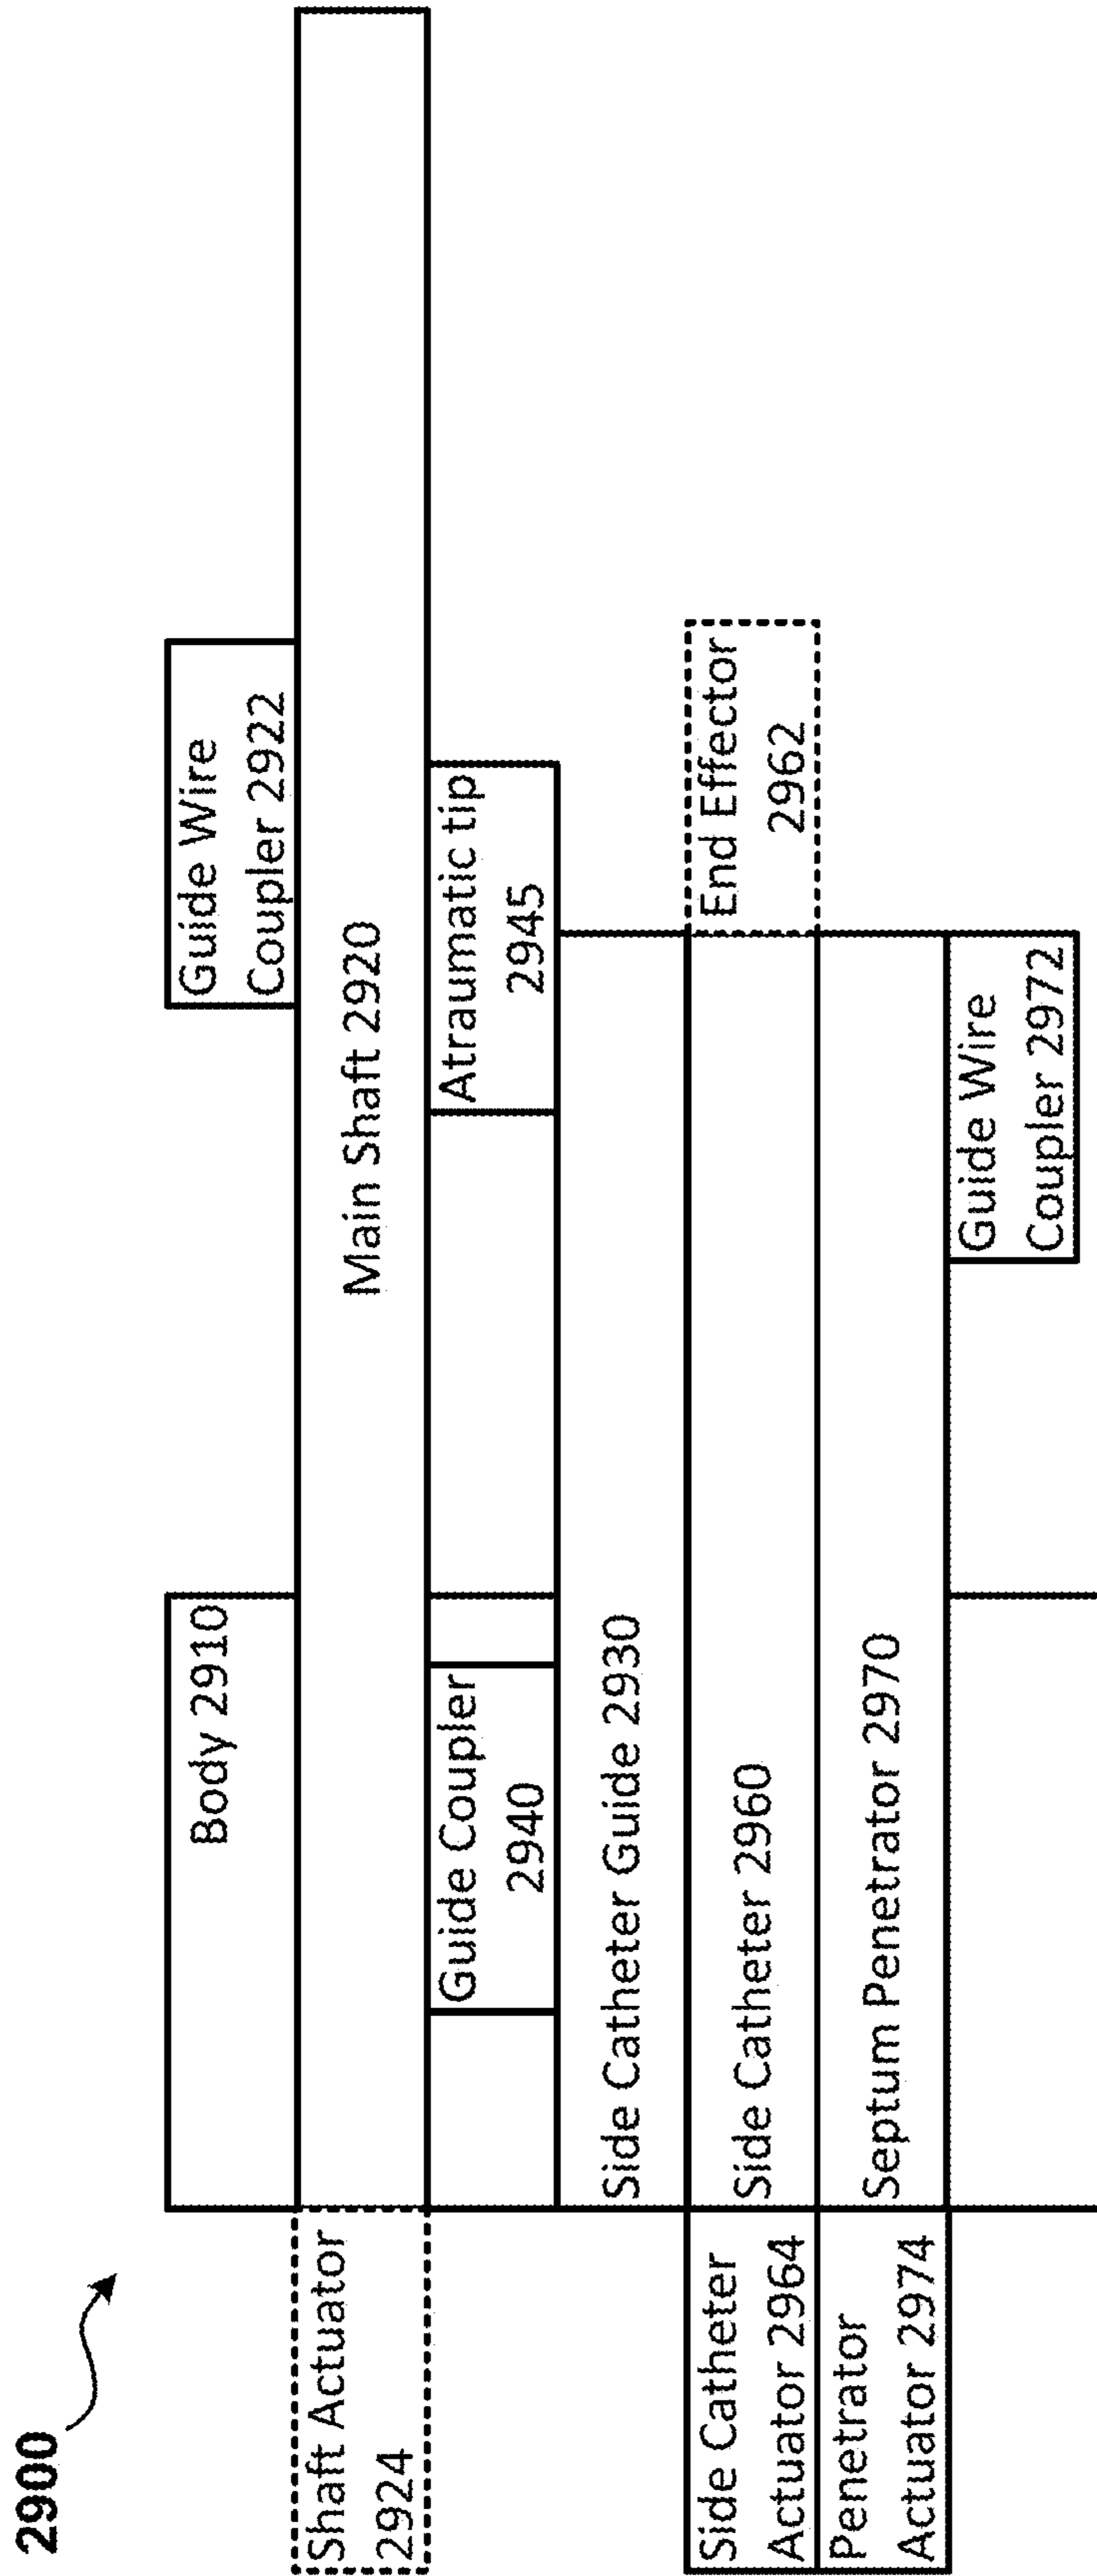 2900
Body 2910
Guide Wire
Coupler 2922
Shaft Actuator
2924
Main Shaft 2920
Guide Coupler
2940
Atraumatic tip
2945
Side Catheter Guide 2930
Side Catheter
Actuator 2964
Side Catheter 2960
End Effector
2962
Penetrator
Actuator 2974
Septum Penetrator 2970
Guide Wire
Coupler 2972